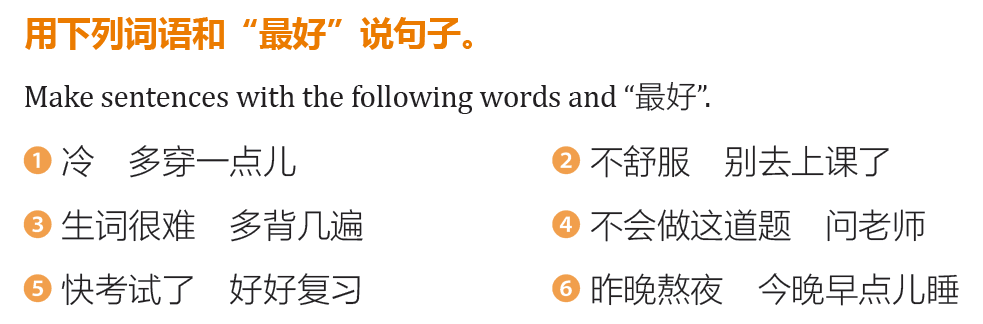 用下列词语和“最好”说句子。
Make sentences with the following words and “最好”.
1 冷 多穿一点儿 2 不舒服 别去上课了
3 生词很难 多背几遍 4 不会做这道题 问老师
5 快考试了 好好复习 6 昨晚熬夜 今晚早点儿睡